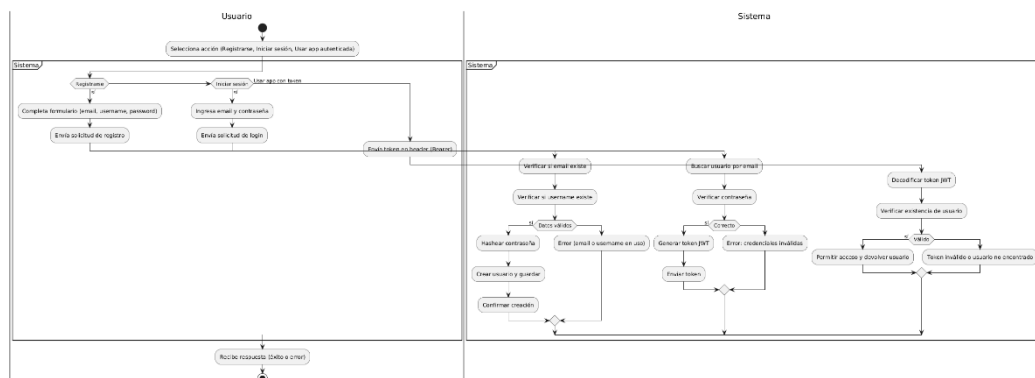 Usuario
Sistema
Selecciona acción (Registrarse, Iniciar sesión, Usar app autenticada)
Sistema
Sistema
Registrarse
Iniciar sesión
Usar app con token
sí
sí
Completa formulario (email, username, password)
Ingresa email y contraseña
Envía solicitud de registro
Envía solicitud de login
Envía token en header (Bearer)
Verificar si email existe
Buscar usuario por email
Decodificar token JWT
Verificar si username existe
Verificar contraseña
Verificar existencia de usuario
sí
Datos válidos
sí
Correcto
sí
Válido
Hashear contraseña
Error (email o username en uso)
Generar token JWT
Error: credenciales inválidas
Permitir acceso y devolver usuario
Token inválido o usuario no encontrado
Crear usuario y guardar
Enviar token
Confirmar creación
Recibe respuesta (éxito o error)